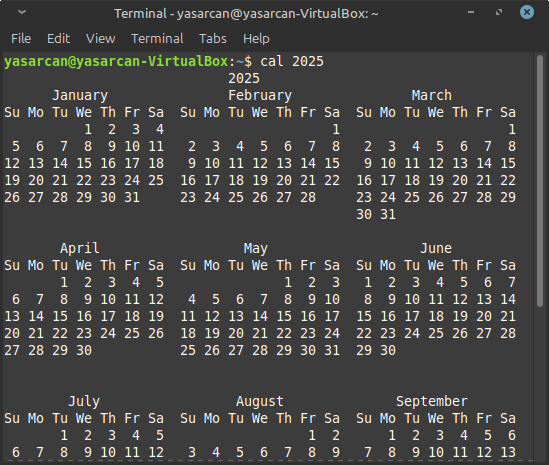 Terminal - yasarcan@yasarcan-VirtualBox: ~
File Edit View Terminal Tabs Help
yasarcan@yasarcan-VirtualBox:~$ cal 2025
                            2025
      January               February               March
Su Mo Tu We Th Fr Sa  Su Mo Tu We Th Fr Sa  Su Mo Tu We Th Fr Sa
          1  2  3  4                     1                     1
 5  6  7  8  9 10 11   2  3  4  5  6  7  8   2  3  4  5  6  7  8
12 13 14 15 16 17 18   9 10 11 12 13 14 15   9 10 11 12 13 14 15
19 20 21 22 23 24 25  16 17 18 19 20 21 22  16 17 18 19 20 21 22
26 27 28 29 30 31     23 24 25 26 27 28     23 24 25 26 27 28 29
                                            30 31
       April                  May                   June
Su Mo Tu We Th Fr Sa  Su Mo Tu We Th Fr Sa  Su Mo Tu We Th Fr Sa
       1  2  3  4  5               1  2  3   1  2  3  4  5  6  7
 6  7  8  9 10 11 12   4  5  6  7  8  9 10   8  9 10 11 12 13 14
13 14 15 16 17 18 19  11 12 13 14 15 16 17  15 16 17 18 19 20 21
20 21 22 23 24 25 26  18 19 20 21 22 23 24  22 23 24 25 26 27 28
27 28 29 30           25 26 27 28 29 30 31  29 30
        July                 August              September
Su Mo Tu We Th Fr Sa  Su Mo Tu We Th Fr Sa  Su Mo Tu We Th Fr Sa
       1  2  3  4  5                  1  2      1  2  3  4  5  6
 6  7  8  9 10 11 12   3  4  5  6  7  8  9   7  8  9 10 11 12 13